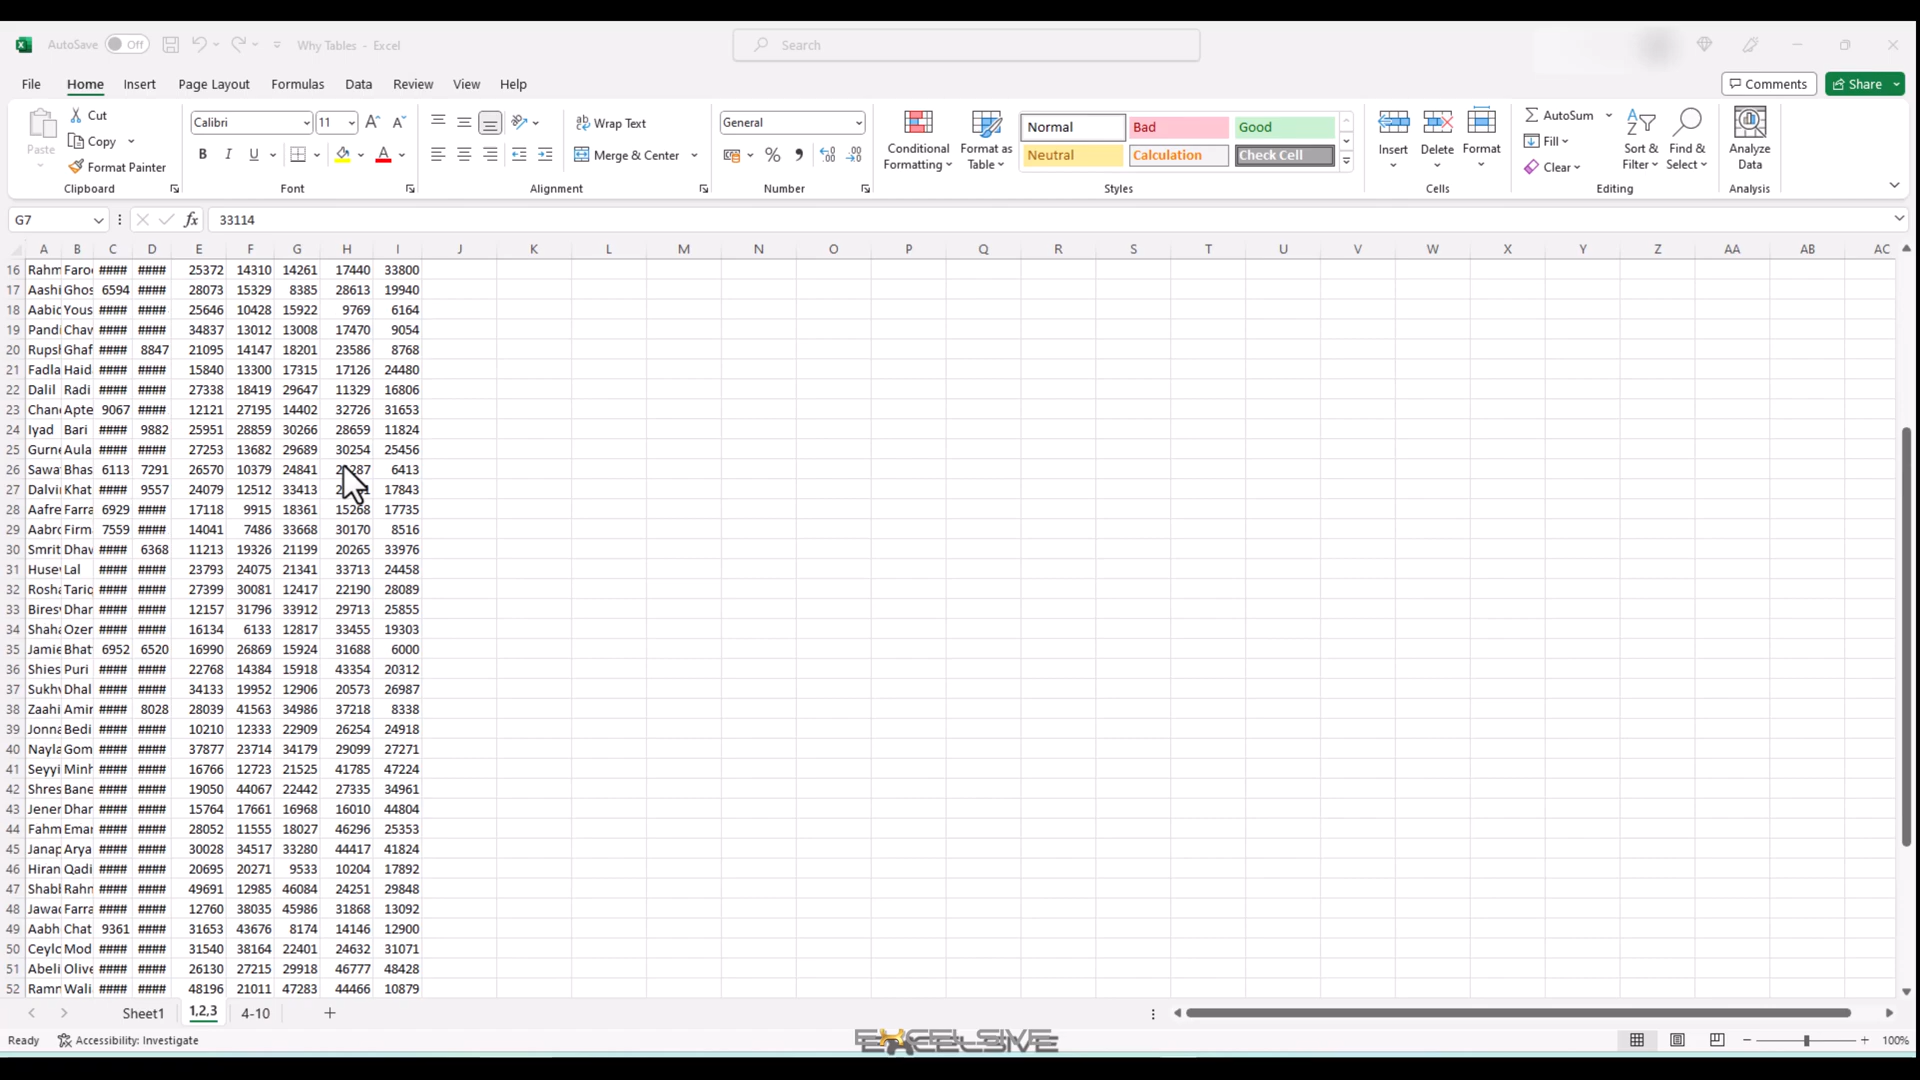 AutoSave Off Why Tables - Excel Search
File Home Insert Page Layout Formulas Data Review View Help Comments Share
Paste Cut Copy Format Painter Clipboard
Calibri 11 B I U Font
Wrap Text Merge & Center Alignment
General % , Number
Conditional Formatting Format as Table Normal Bad Good Neutral Calculation Check Cell Styles
Insert Delete Format Cells
AutoSum Fill Clear Sort & Filter Find & Select Editing
Analyze Data Analysis
G7 fx 33114
A B C D E F G H I J K L M N O P Q R S T U V W X Y Z AA AB AC
16 Rahm Faro #### #### 25372 14310 14261 17440 33800
17 Aashi Ghos 6594 #### 28073 15329 8385 28613 19940
18 Aabi Yous #### #### 25646 10428 15922 9769 6164
19 Pandi Chaw #### #### 34837 13012 13008 17470 9054
20 Rups Ghaf #### 8847 21095 14147 18201 23586 8768
21 Fadla Haid #### #### 15840 13300 17315 17126 24480
22 Dalil Radi #### #### 27338 18419 29647 11329 16806
23 Chan Apte 9067 #### 12121 27195 14402 32726 31653
24 Iyad Bari #### 9882 25951 28859 30266 28659 11824
25 Gurn Aula #### #### 27253 13682 29689 30254 25456
26 Sawa Bhas 6113 7291 26570 10379 24841 6413
27 Dalvi Khat #### 9557 24079 12512 33413 17843
28 Aafre Farra 6929 #### 17118 9915 18361 15268 17735
29 Aabr Firm 7559 #### 14041 7486 33668 30170 8516
30 Smrit Dhav #### 6368 11213 19326 21199 20265 33976
31 Huse Lal #### #### 23793 24075 21341 33713 24458
32 Rosh Tariq #### #### 27399 30081 12417 22190 28089
33 Bires Dhar #### #### 12157 31796 33912 29713 25855
34 Shah Ozer #### #### 16134 6133 12817 33455 19303
35 Jamie Bhat 6952 6520 16990 26869 15924 31688 6000
36 Shies Puri #### #### 22768 14384 15918 43354 20312
37 Sukh Dhal #### #### 34133 19952 12906 20573 26987
38 Zaahi Amir #### 8028 28039 41563 34986 37218 8338
39 Jonna Bedi #### #### 10210 12333 22909 26254 24918
40 Nayla Gom #### #### 37877 23714 34179 29099 27271
41 Seyyi Minh #### #### 16766 12723 21525 41785 47224
42 Shres Bane #### #### 19050 44067 22442 27335 34961
43 Jener Dhar #### #### 15764 17661 16968 16010 44804
44 Fahm Emar #### #### 28052 11555 18027 46296 25353
45 Janap Arya #### #### 30028 34517 33280 44417 41824
46 Hiran Qadi #### #### 20695 20271 9533 10204 17892
47 Shab Rahn #### #### 49691 12985 46084 24251 29848
48 Jawa Farra #### #### 12760 38035 45986 31868 13092
49 Aabh Chat 9361 #### 31653 43676 8174 14146 12900
50 Ceylo Mod #### #### 31540 38164 22401 24632 31071
51 Abeli Olive #### #### 26130 27215 29918 46777 48428
52 Ramn Wali #### #### 48196 21011 47283 44466 10879
Sheet1 1,2,3 4-10
Ready Accessibility: Investigate EXCELSIVE 100%